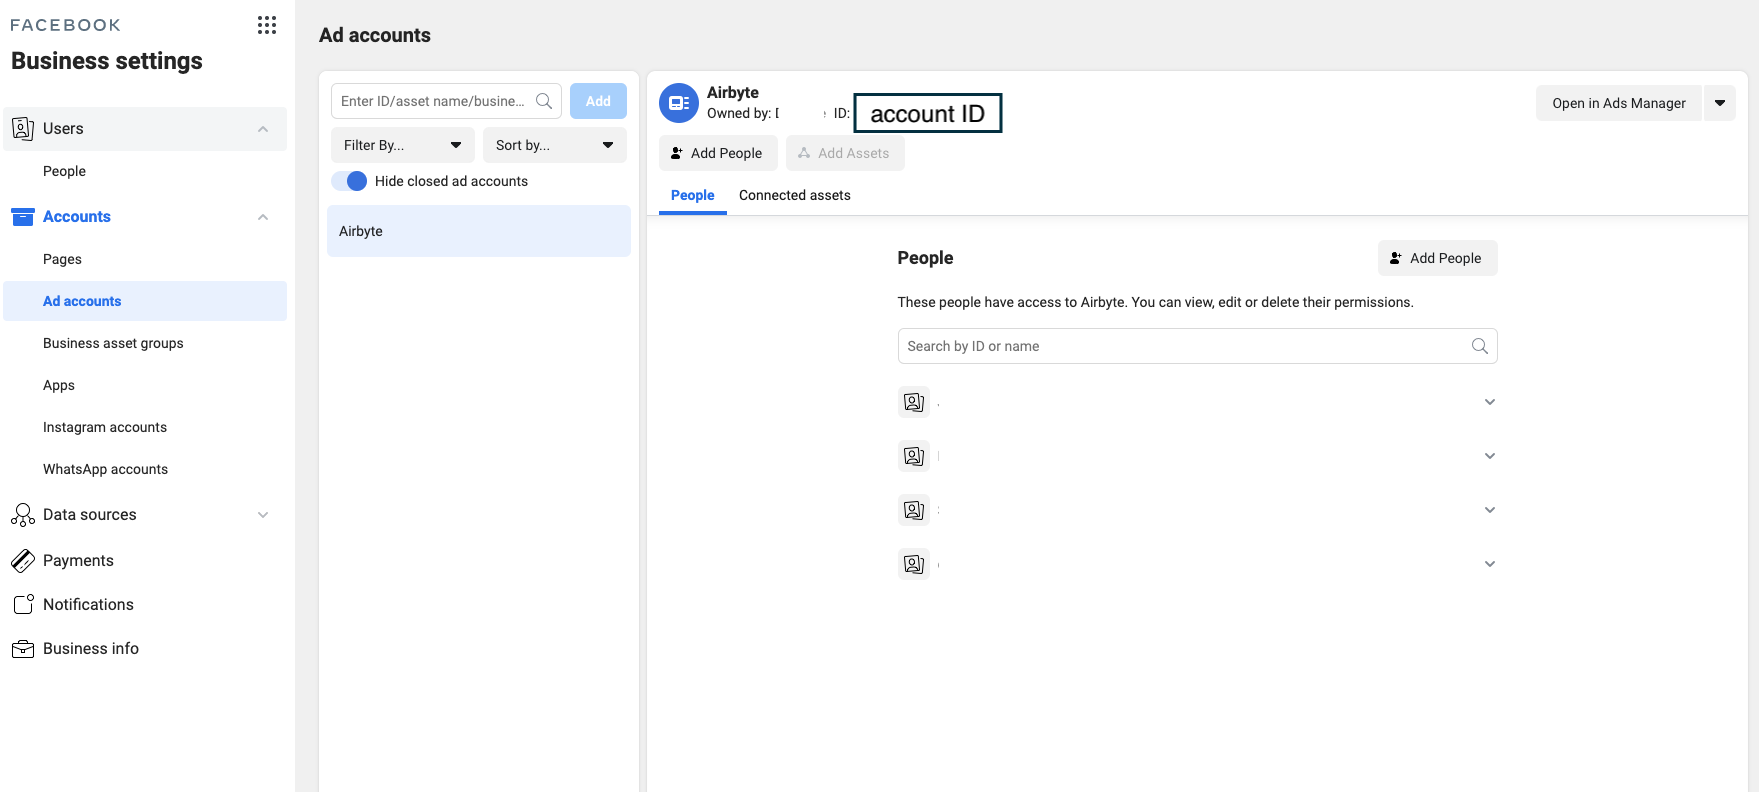 FACEBOOK
Business settings
Users
People
Accounts
Pages
Ad accounts
Business asset groups
Apps
Instagram accounts
WhatsApp accounts
Data sources
Payments
Notifications
Business info
Ad accounts
Enter ID/asset name/busine...
Add
Filter By...
Sort by...
Hide closed ad accounts
Airbyte
Airbyte
Owned by: ID: account ID
Open in Ads Manager
Add People
Add Assets
People
Connected assets
People
Add People
These people have access to Airbyte. You can view, edit or delete their permissions.
Search by ID or name